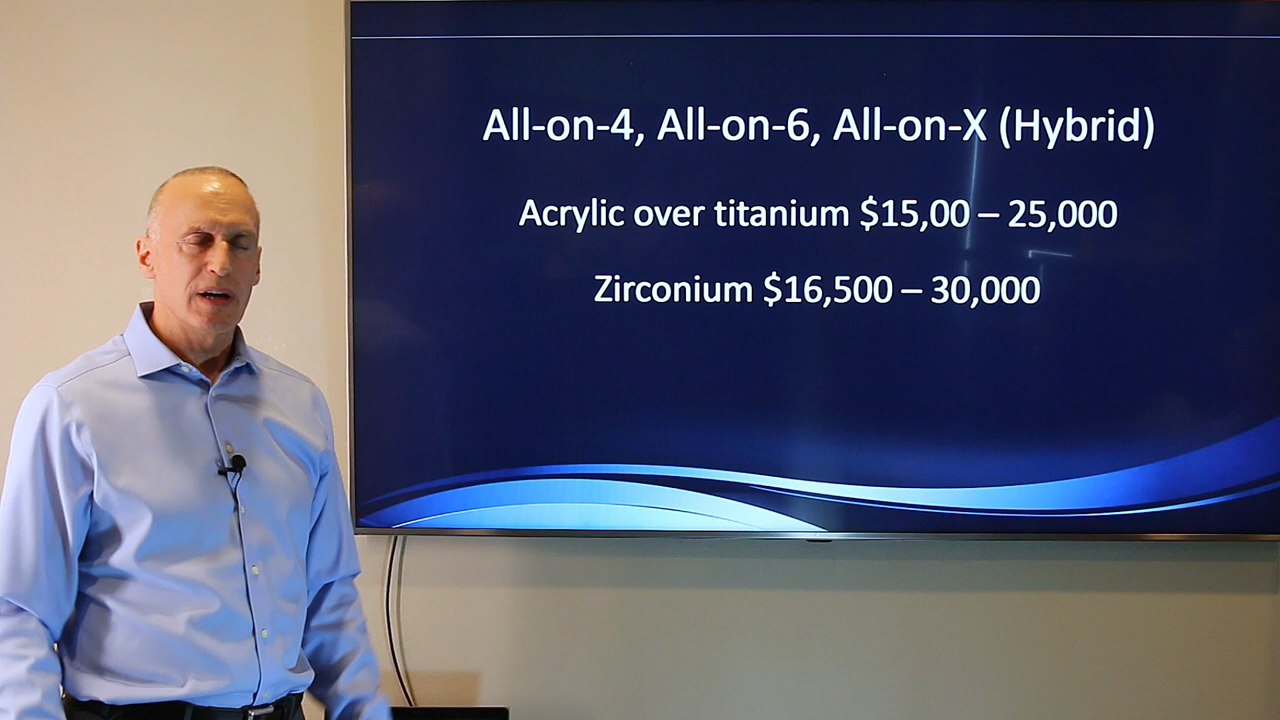 All-on-4, All-on-6, All-on-X (Hybrid)
Acrylic over titanium $15,00 – 25,000
Zirconium $16,500 – 30,000